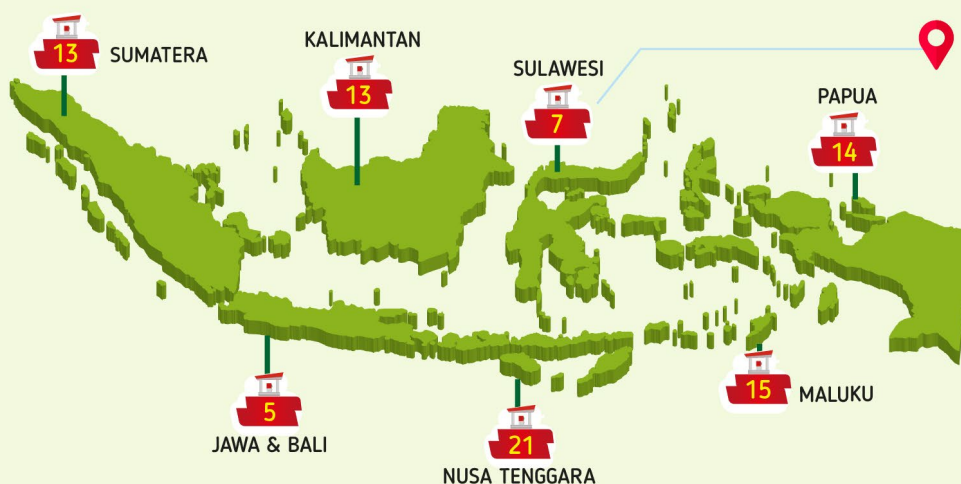 13
SUMATERA
KALIMANTAN
13
SULAWESI
7
PAPUA
14
5
JAWA & BALI
21
NUSA TENGGARA
15
MALUKU